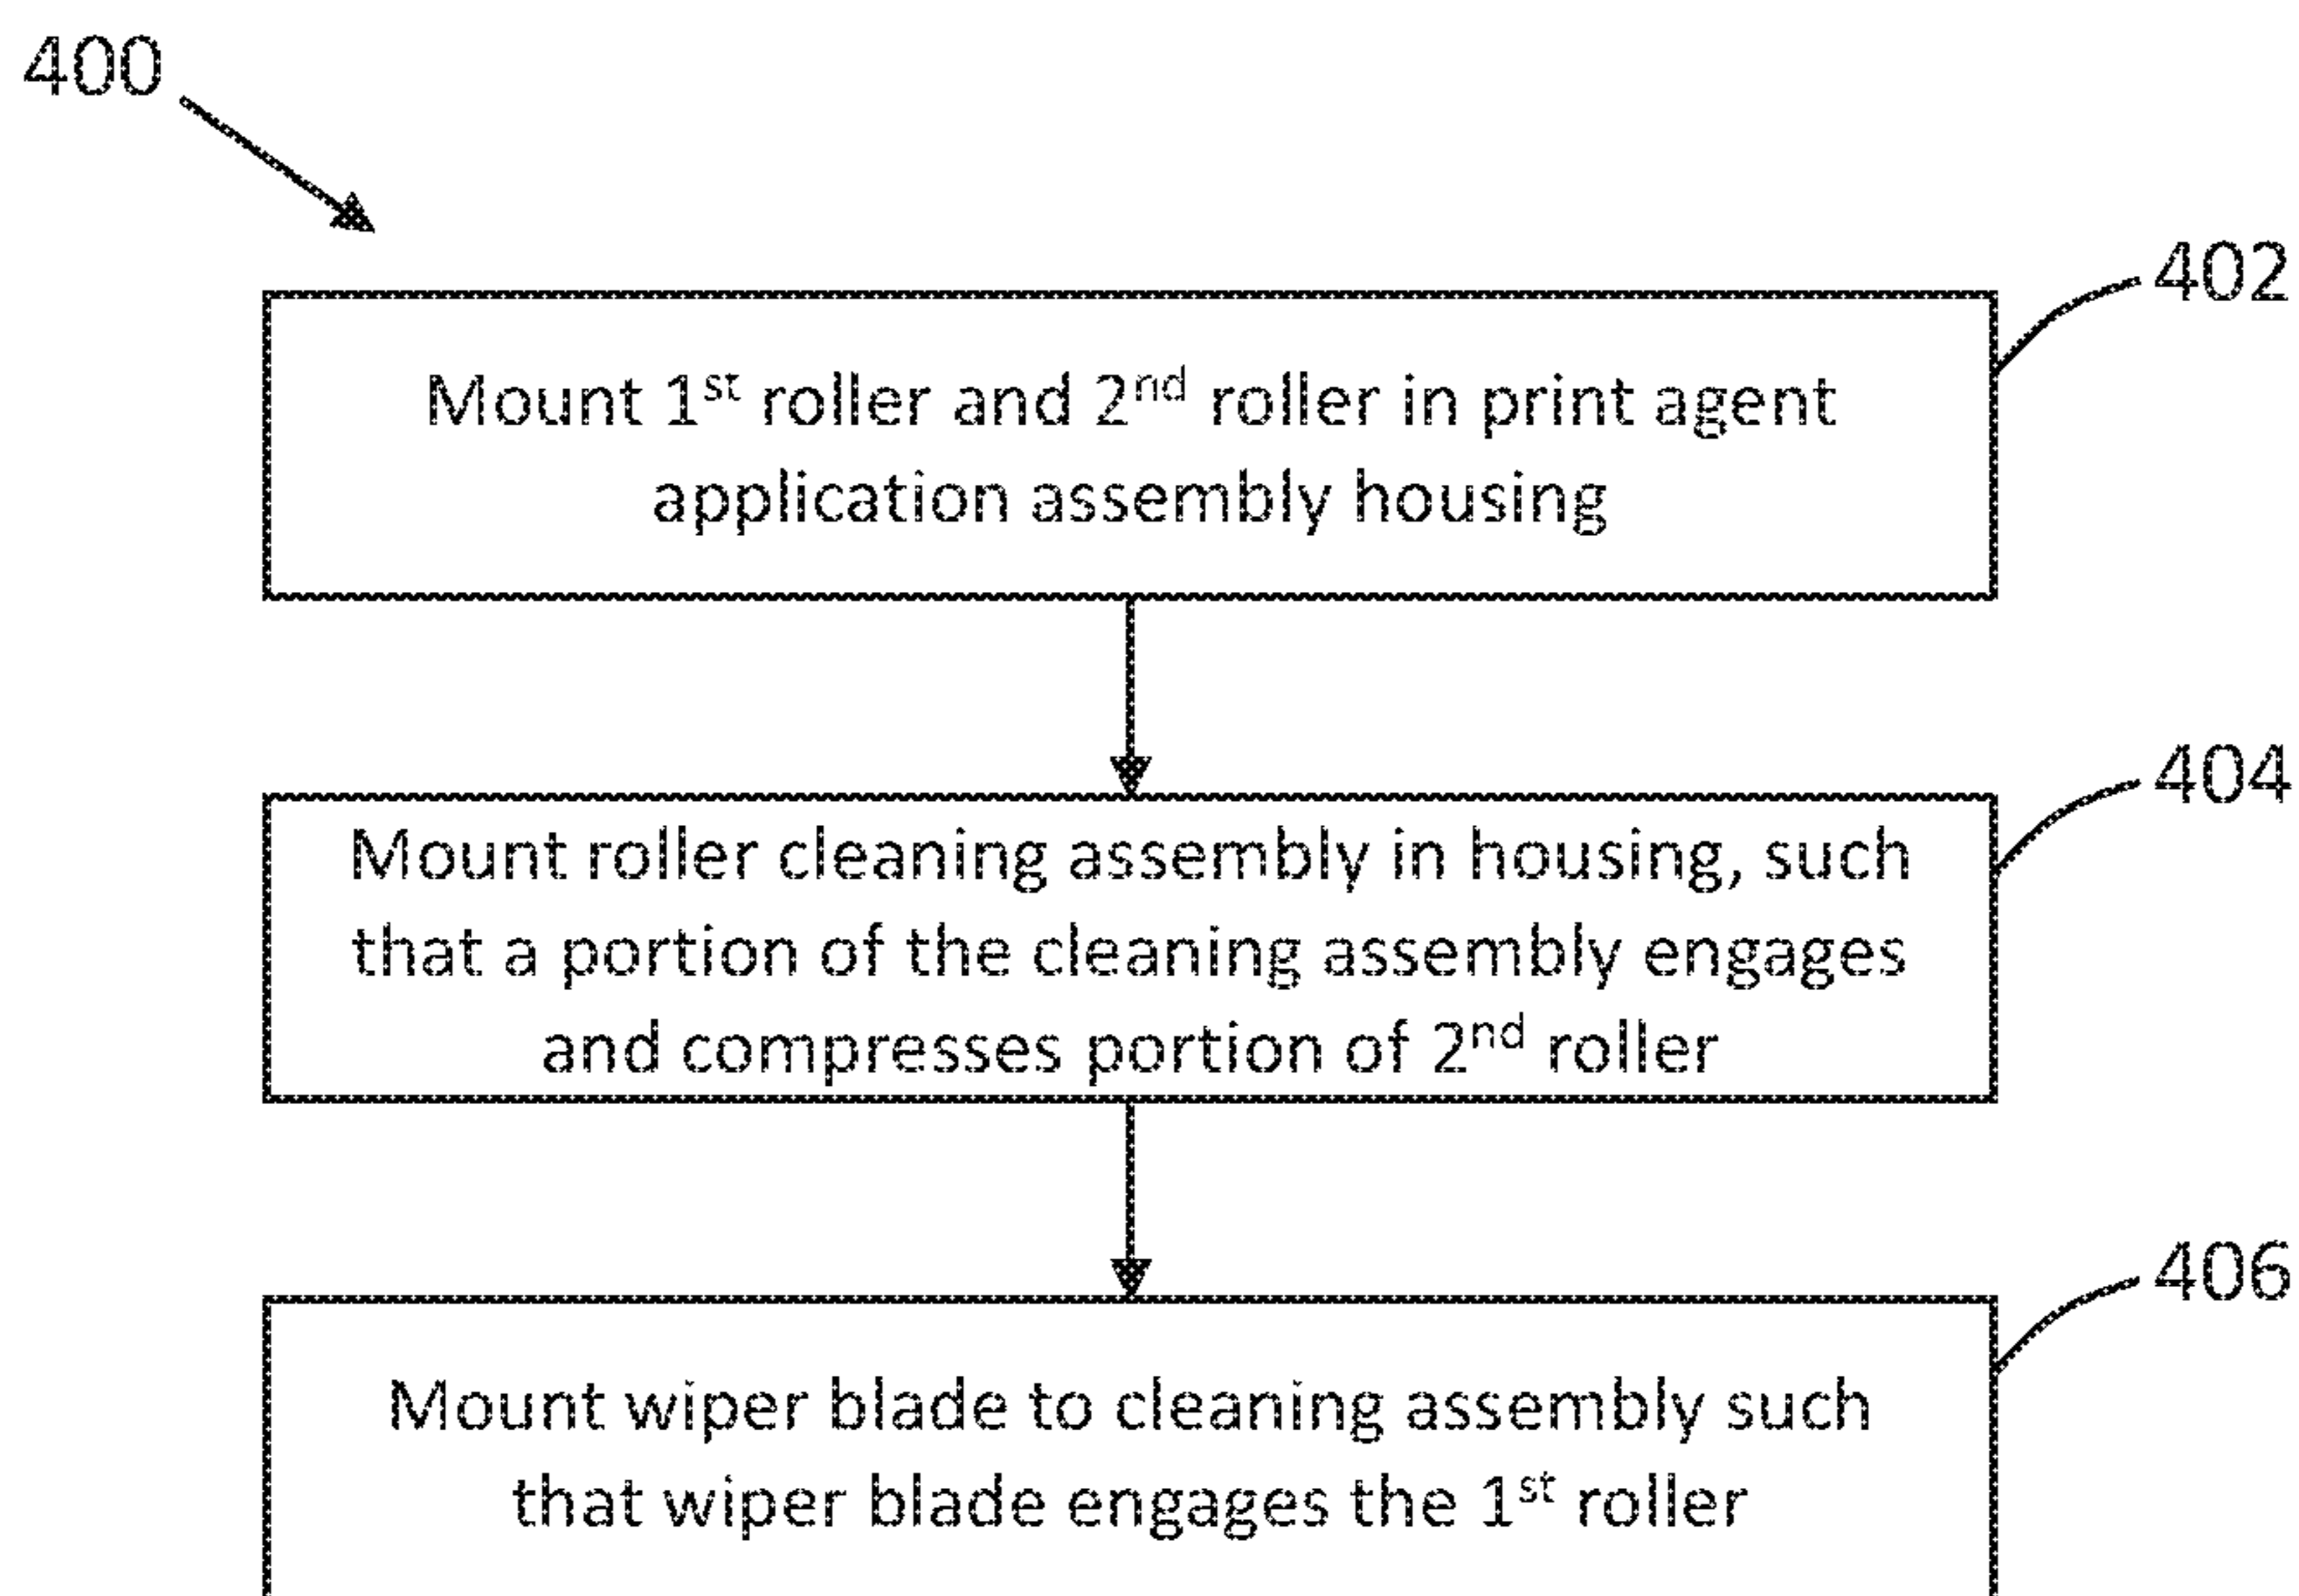 400
402
Mount 1st roller and 2nd roller in print agent
application assembly housing
404
Mount roller cleaning assembly in housing, such
that a portion of the cleaning assembly engages
and compresses portion of 2nd roller
406
Mount wiper blade to cleaning assembly such
that wiper blade engages the 1st roller